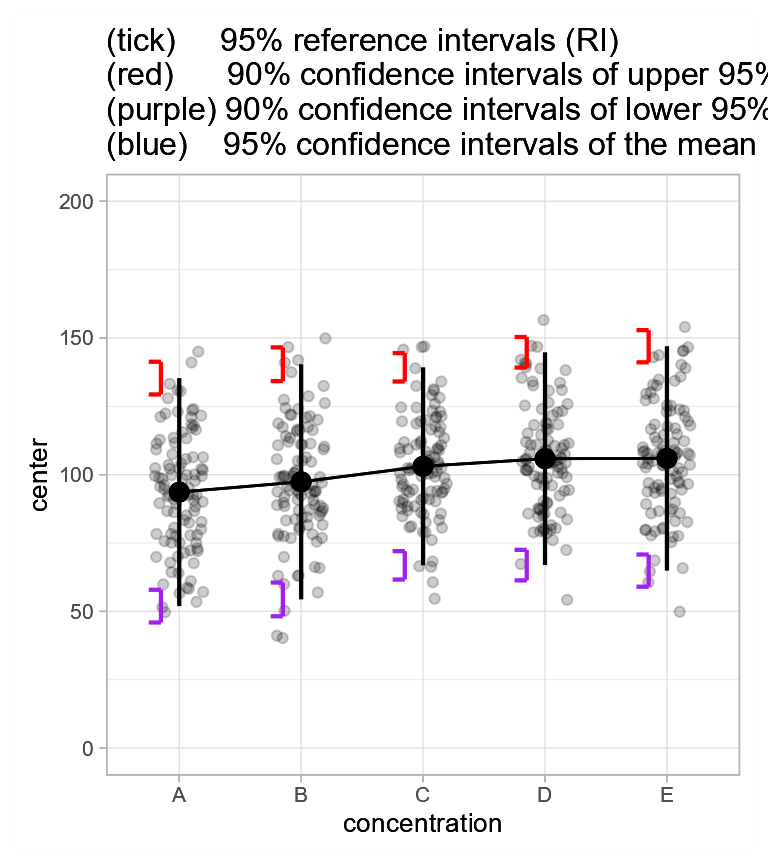 (tick) 95% reference intervals (RI)
(red) 90% confidence intervals of upper 95%
(purple) 90% confidence intervals of lower 95%
(blue) 95% confidence intervals of the mean
200
150
100
50
0
center
A B C D E
concentration